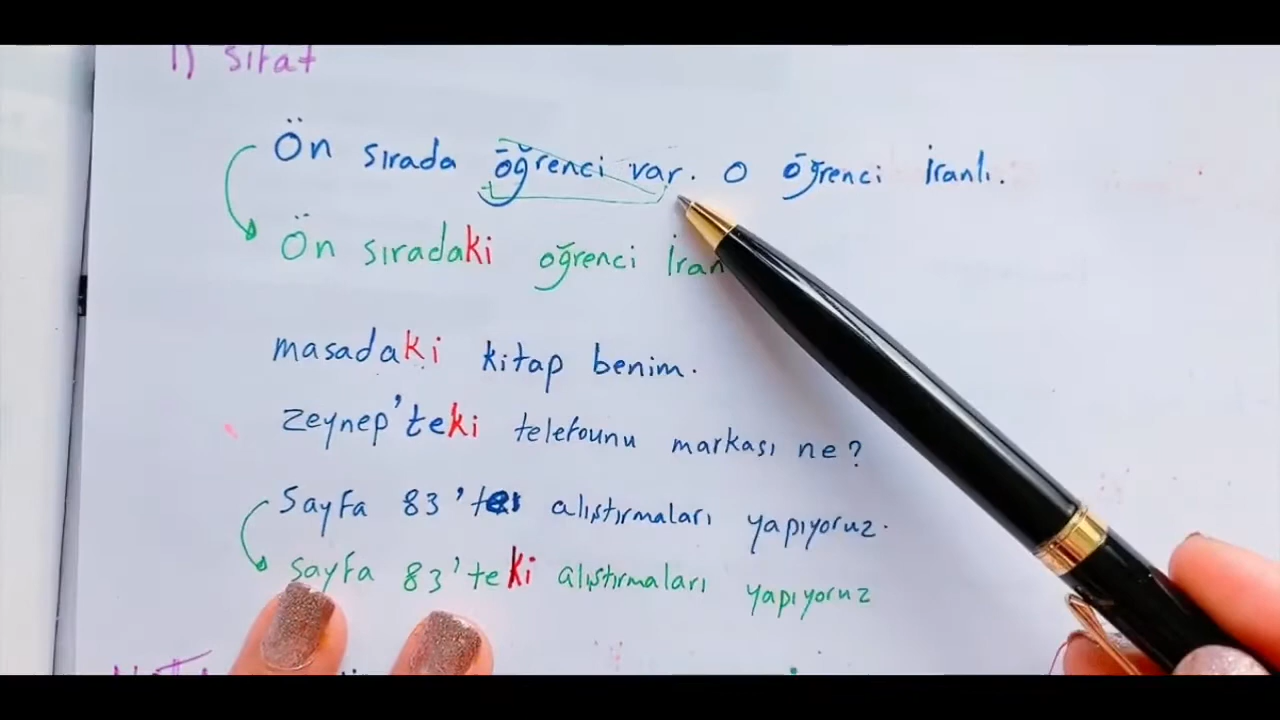 1) Sıfat
Ön sırada öğrenci var. O öğrenci İranlı.
Ön sıradaki öğrenci İran
masadaki kitap benim.
Zeynep'teki telefounu markası ne?
Sayfa 83'te alıştırmaları yapıyoruz.
Sayfa 83'teki alıştırmaları yapıyoruz